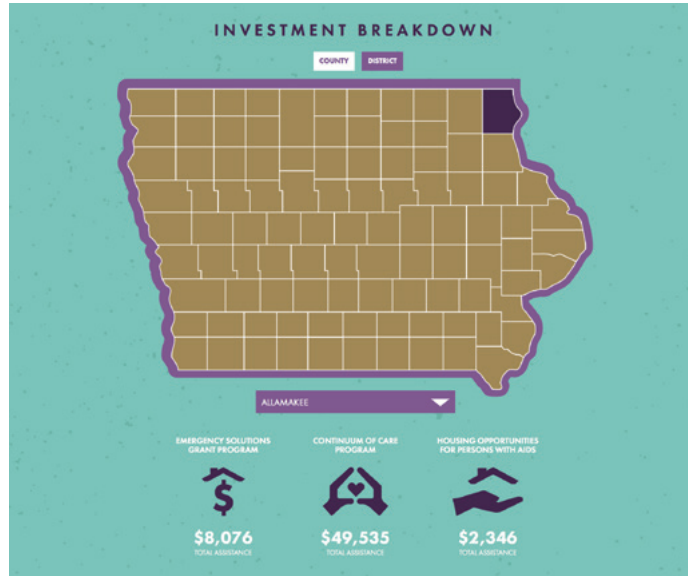 INVESTMENT BREAKDOWN
COUNTY
DISTRICT
ALLAMAKEE
EMERGENCY SOLUTIONS
GRANT PROGRAM
$8,076
TOTAL ASSISTANCE
CONTINUUM OF CARE
PROGRAM
$49,535
TOTAL ASSISTANCE
HOUSING OPPORTUNITIES
FOR PERSONS WITH AIDS
$2,346
TOTAL ASSISTANCE